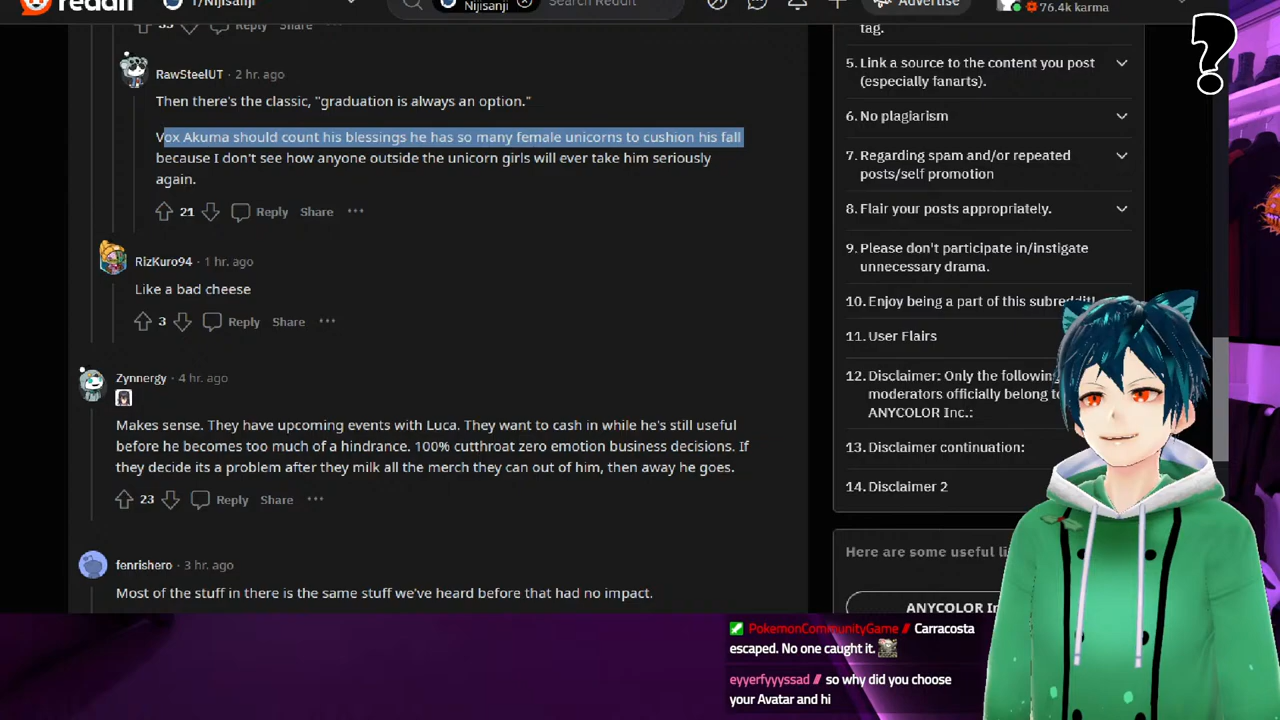 reddit
r/Nijisanji
Nijisanji
Search Reddit
Advertise
76.4k karma
Reply Share
tag.
RawSteelUT · 2 hr. ago
Then there's the classic, "graduation is always an option."
Vox Akuma should count his blessings he has so many female unicorns to cushion his fall
because I don't see how anyone outside the unicorn girls will ever take him seriously
again.
21 Reply Share ···
RizKuro94 · 1 hr. ago
Like a bad cheese
3 Reply Share ···
Zynnergy · 4 hr. ago
Makes sense. They have upcoming events with Luca. They want to cash in while he's still useful
before he becomes too much of a hindrance. 100% cutthroat zero emotion business decisions. If
they decide its a problem after they milk all the merch they can out of him, then away he goes.
23 Reply Share ···
fenrishero · 3 hr. ago
Most of the stuff in there is the same stuff we've heard before that had no impact.
5. Link a source to the content you post
(especially fanarts).
6. No plagiarism
7. Regarding spam and/or repeated
posts/self promotion
8. Flair your posts appropriately.
9. Please don't participate in/instigate
unnecessary drama.
10. Enjoy being a part of this subreddit!
11. User Flairs
12. Disclaimer: Only the following
moderators officially belong to
ANYCOLOR Inc.:
13. Disclaimer continuation:
14. Disclaimer 2
Here are some useful
ANYCOLOR
?
PokemonCommunityGame // Carracosta
escaped. No one caught it.
eyyerfyyyssad // so why did you choose
your Avatar and hi